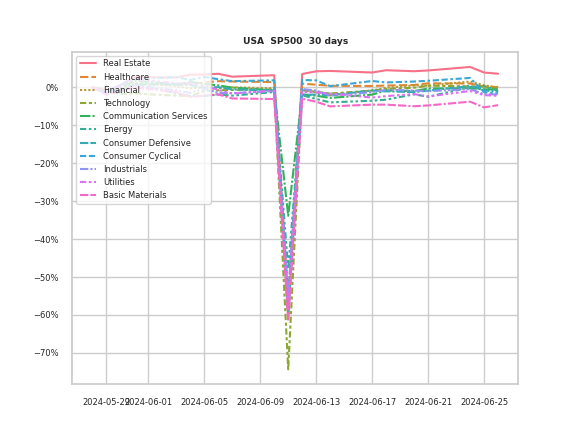 USA  SP500  30 days
Real Estate
Healthcare
Financial
Technology
Communication Services
Energy
Consumer Defensive
Consumer Cyclical
Industrials
Utilities
Basic Materials
0%
−10%
−20%
−30%
−40%
−50%
−60%
−70%
2024-05-29 2024-06-01 2024-06-05 2024-06-09 2024-06-13 2024-06-17 2024-06-21 2024-06-25